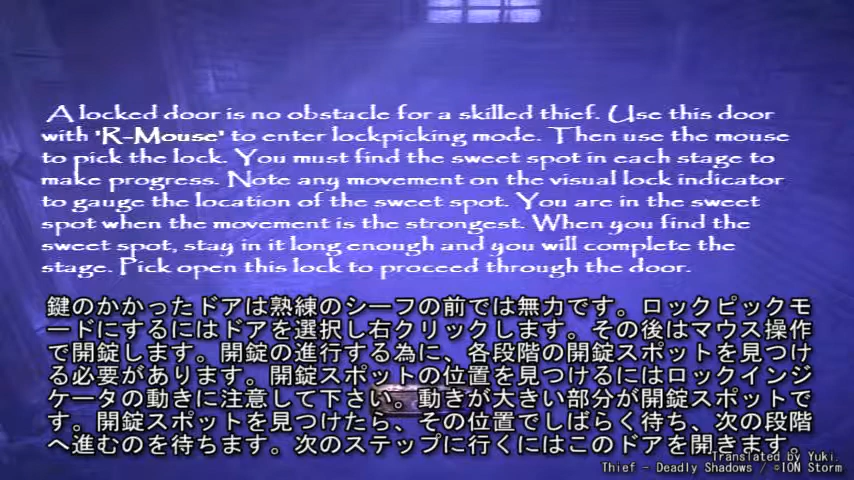 A locked door is no obstacle for a skilled thief. Use this door
with 'R-Mouse' to enter lockpicking mode. Then use the mouse
to pick the lock. You must find the sweet spot in each stage to
make progress. Note any movement on the visual lock indicator
to gauge the location of the sweet spot. You are in the sweet
spot when the movement is the strongest. When you find the
sweet spot, stay in it long enough and you will complete the
stage. Pick open this lock to proceed through the door.
鍵のかかったドアは熟練のシーフの前では無力です。ロックピックモ
ードにするにはドアを選択し右クリックします。その後はマウス操作
で開錠します。開錠の進行する為に、各段階の開錠スポットを見つけ
る必要があります。開錠スポットの位置を見つけるにはロックインジ
ケータの動きに注意して下さい。動きが大きい部分が開錠スポットで
す。開錠スポットを見つけたら、その位置でしばらく待ち、次の段階
へ進むのを待ちます。次のステップに行くにはこのドアを開きます。
Translated by Yuki.
Thief - Deadly Shadows / ©ION Storm